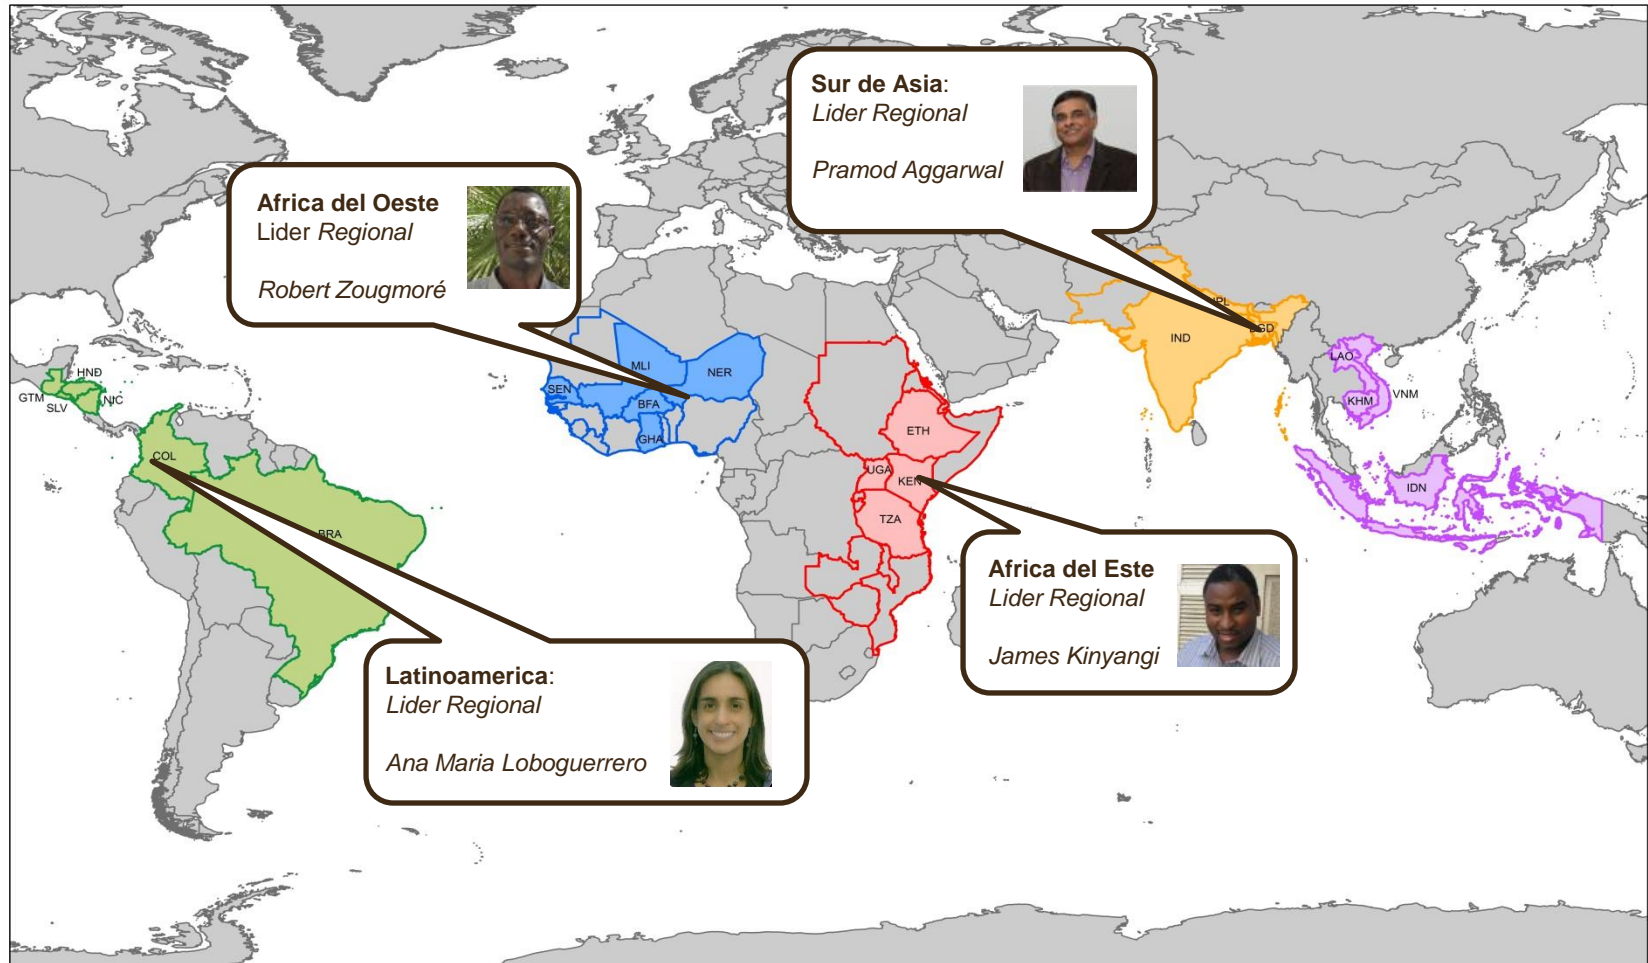 Sur de Asia:
Lider Regional
Pramod Aggarwal
Africa del Oeste
Lider Regional
Robert Zougmoré
Africa del Este
Lider Regional
James Kinyangi
Latinoamerica:
Lider Regional
Ana Maria Loboguerrero
HND
GTM
SLV
NIC
COL
BRA
MLI
NER
SEN
BFA
GHA
ETH
UGA
KEN
TZA
IND
LAO
KHM
VNM
IDN